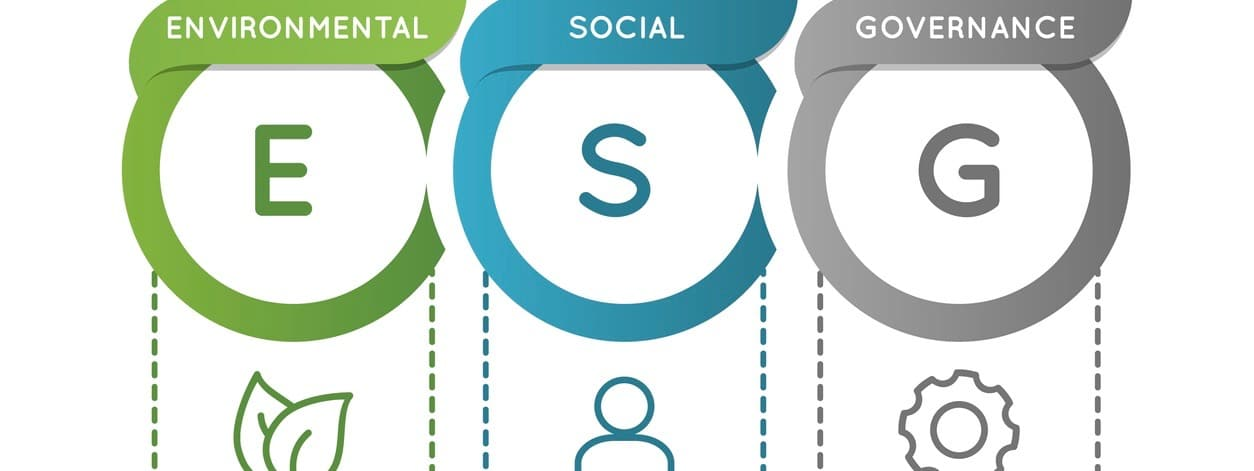 ENVIRONMENTAL
SOCIAL
GOVERNANCE
E
S
G